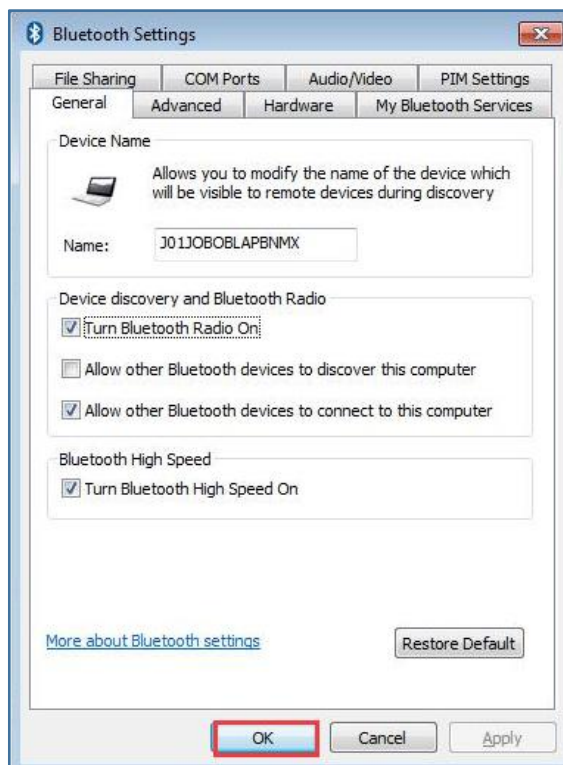 Bluetooth Settings
File Sharing
COM Ports
Audio/Video
PIM Settings
General
Advanced
Hardware
My Bluetooth Services
Device Name
Allows you to modify the name of the device which
will be visible to remote devices during discovery
Name:
J01JOBOBLAPBNMX
Device discovery and Bluetooth Radio
Turn Bluetooth Radio On
Allow other Bluetooth devices to discover this computer
Allow other Bluetooth devices to connect to this computer
Bluetooth High Speed
Turn Bluetooth High Speed On
More about Bluetooth settings
Restore Default
OK
Cancel
Apply